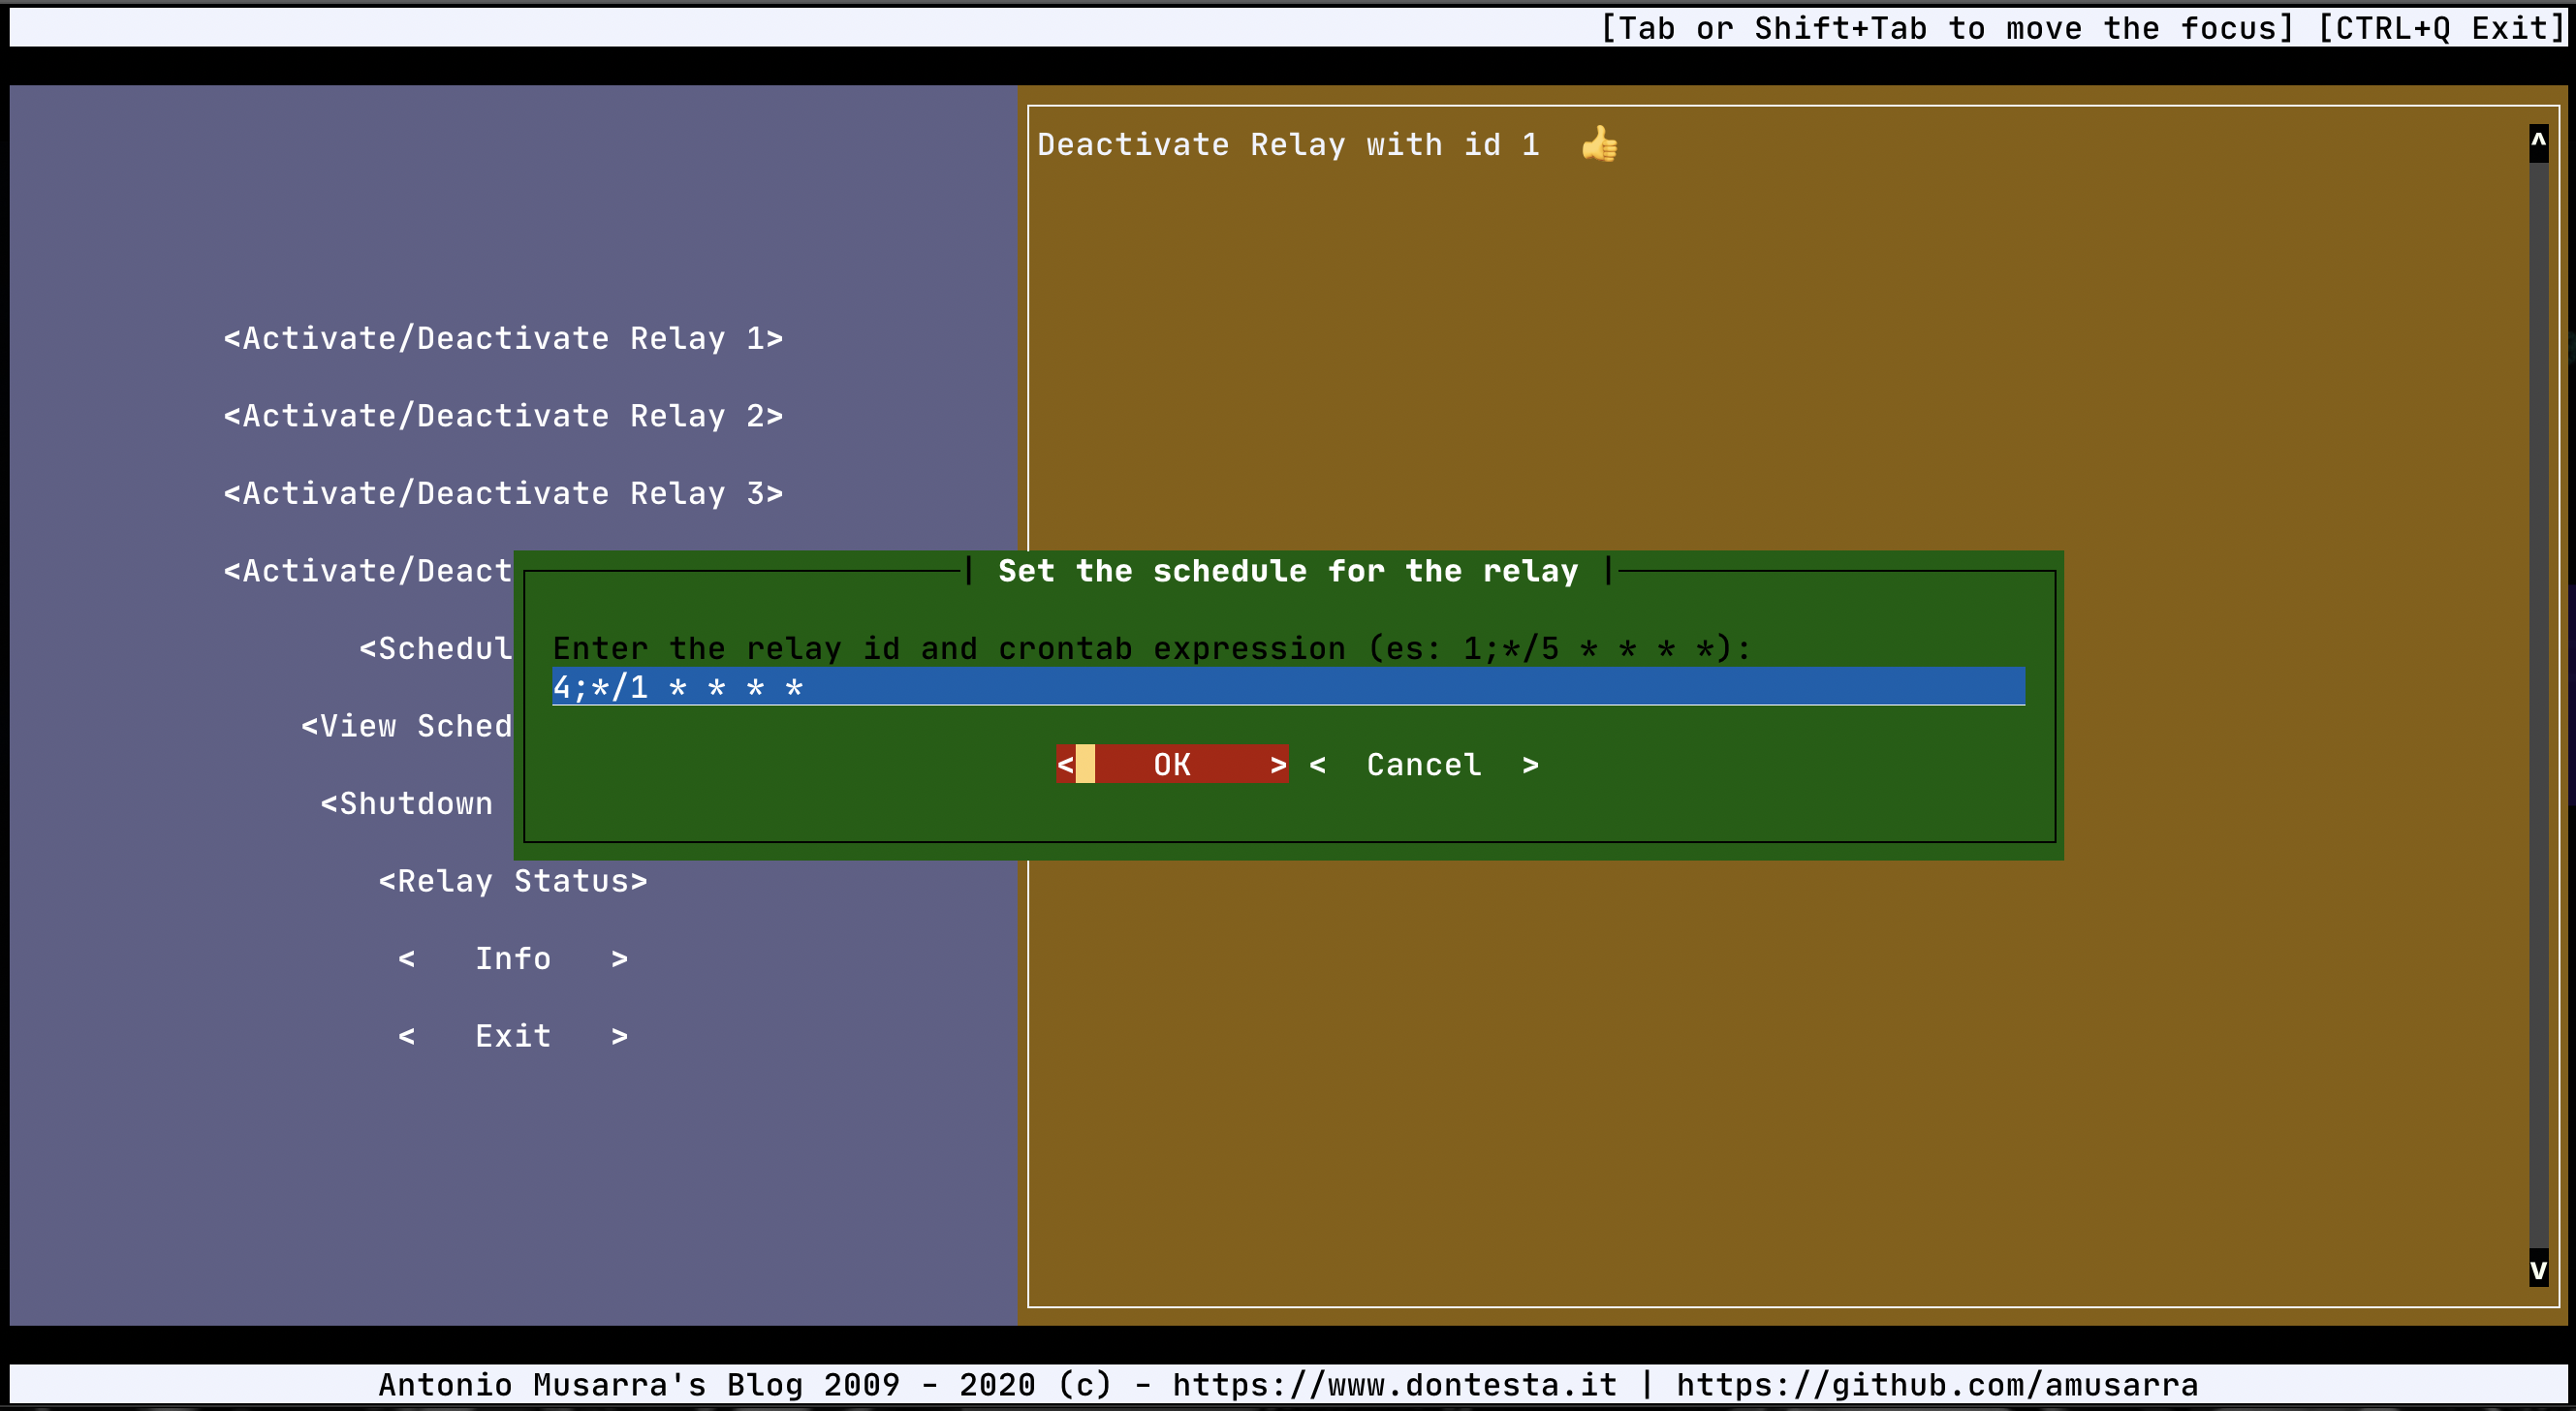 [Tab or Shift+Tab to move the focus] [CTRL+Q Exit]
Deactivate Relay with id 1 👍
^
<Activate/Deactivate Relay 1>
<Activate/Deactivate Relay 2>
<Activate/Deactivate Relay 3>
<Activate/Deact
<Schedul
<View Sched
<Shutdown
<Relay Status>
< Info >
< Exit >
| Set the schedule for the relay |
Enter the relay id and crontab expression (es: 1;*/5 * * * *):
4;*/1 * * * *
< OK > < Cancel >
v
Antonio Musarra's Blog 2009 - 2020 (c) - https://www.dontesta.it | https://github.com/amusarra